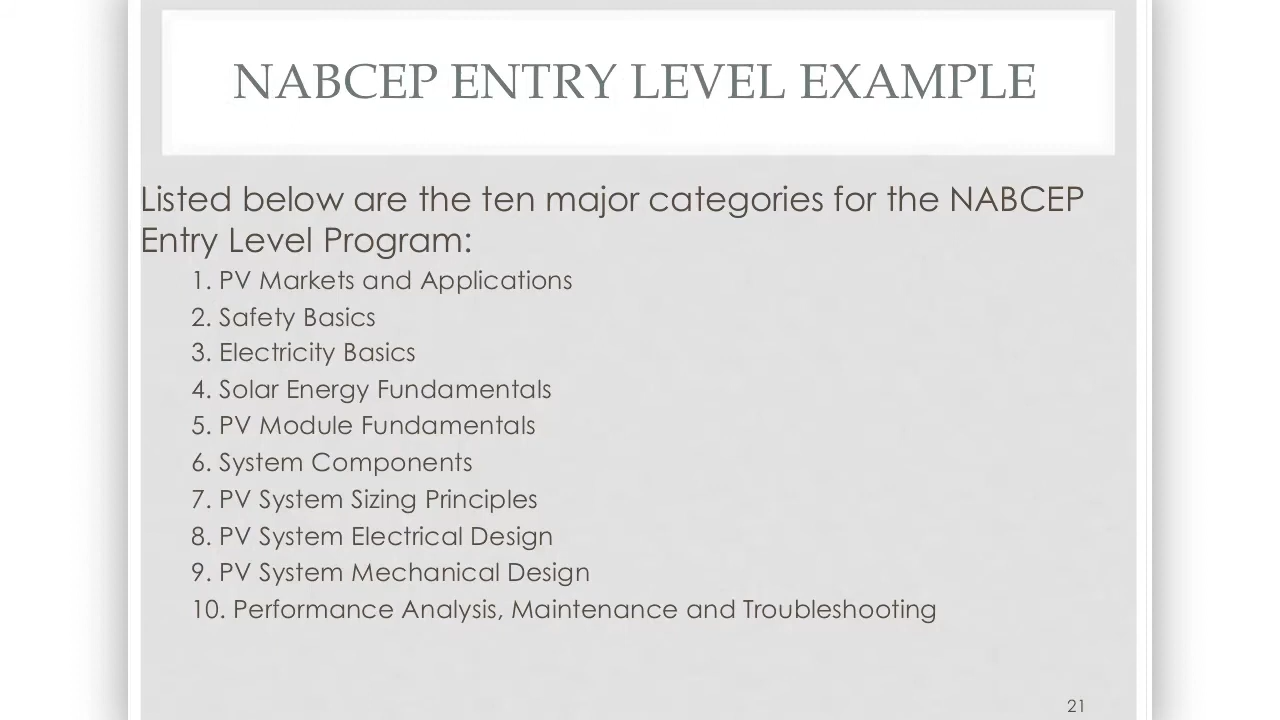 NABCEP ENTRY LEVEL EXAMPLE
Listed below are the ten major categories for the NABCEP
Entry Level Program:
1. PV Markets and Applications
2. Safety Basics
3. Electricity Basics
4. Solar Energy Fundamentals
5. PV Module Fundamentals
6. System Components
7. PV System Sizing Principles
8. PV System Electrical Design
9. PV System Mechanical Design
10. Performance Analysis, Maintenance and Troubleshooting
21